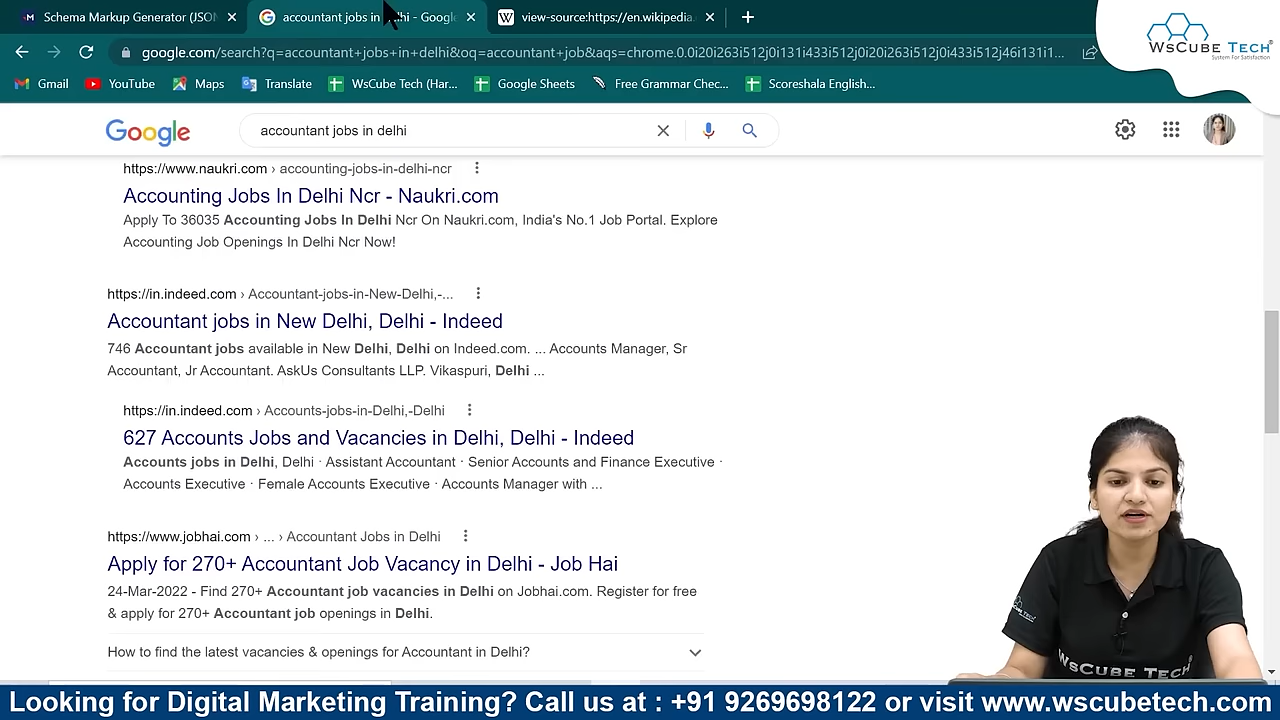 Schema Markup Generator (JSON
accountant jobs in delhi - Google
view-source:https://en.wikipedia.
WsCube Tech®
System For Satisfaction
google.com/search?q=accountant+jobs+in+delhi&oq=accountant+job&aqs=chrome.0.0i20i263i512j0i131i433i512j0i20i263i512j0i433i512j46i131i1...
Gmail
YouTube
Maps
Translate
WsCube Tech (Har...
Google Sheets
Free Grammar Chec...
Scoreshala English...
Google
accountant jobs in delhi
https://www.naukri.com › accounting-jobs-in-delhi-ncr
Accounting Jobs In Delhi Ncr - Naukri.com
Apply To 36035 Accounting Jobs In Delhi Ncr On Naukri.com, India's No.1 Job Portal. Explore
Accounting Job Openings In Delhi Ncr Now!
https://in.indeed.com › Accountant-jobs-in-New-Delhi,-...
Accountant jobs in New Delhi, Delhi - Indeed
746 Accountant jobs available in New Delhi, Delhi on Indeed.com. ... Accounts Manager, Sr
Accountant, Jr Accountant. AskUs Consultants LLP. Vikaspuri, Delhi ...
https://in.indeed.com › Accounts-jobs-in-Delhi,-Delhi
627 Accounts Jobs and Vacancies in Delhi, Delhi - Indeed
Accounts jobs in Delhi, Delhi · Assistant Accountant · Senior Accounts and Finance Executive ·
Accounts Executive · Female Accounts Executive · Accounts Manager with ...
https://www.jobhai.com › ... › Accountant Jobs in Delhi
Apply for 270+ Accountant Job Vacancy in Delhi - Job Hai
24-Mar-2022 - Find 270+ Accountant job vacancies in Delhi on Jobhai.com. Register for free
& apply for 270+ Accountant job openings in Delhi.
How to find the latest vacancies & openings for Accountant in Delhi?
WsCube Tech
WsCube Tech
Looking for Digital Marketing Training? Call us at : +91 9269698122 or visit www.wscubetech.com